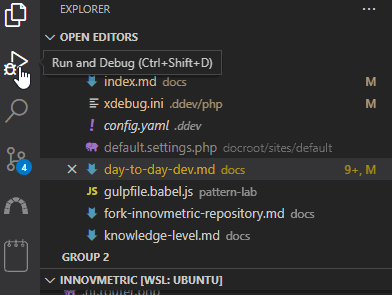 EXPLORER
OPEN EDITORS
Run and Debug (Ctrl+Shift+D)
index.md docs M
xdebug.ini .ddev/php M
! config.yaml .ddev
default.settings.php docroot/sites/default
day-to-day-dev.md docs 9+, M
4
gulpfile.babel.js pattern-lab
fork-innovmetric-repository.md docs
knowledge-level.md docs
GROUP 2
INNOVMETRIC [WSL: UBUNTU]